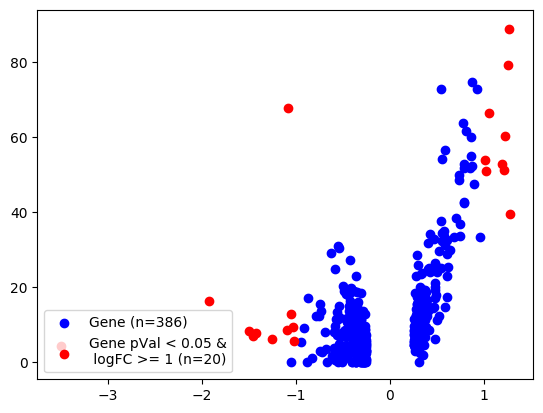 80
60
40
20
0
Gene (n=386)
Gene pVal < 0.05 &
logFC >= 1 (n=20)
−3 −2 −1 0 1